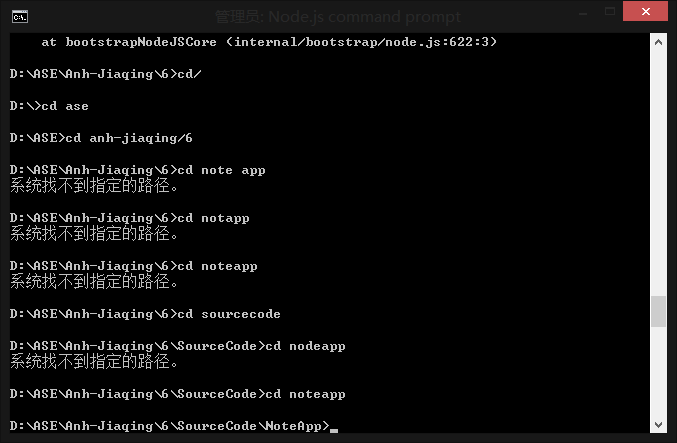 管理员: Node.js command prompt
at bootstrapNodeJSCore (internal/bootstrap/node.js:622:3)
D:\ASE\Anh-Jiaqing\6>cd/
D:\>cd ase
D:\ASE>cd anh-jiaqing/6
D:\ASE\Anh-Jiaqing\6>cd note app
系统找不到指定的路径。
D:\ASE\Anh-Jiaqing\6>cd notapp
系统找不到指定的路径。
D:\ASE\Anh-Jiaqing\6>cd noteapp
系统找不到指定的路径。
D:\ASE\Anh-Jiaqing\6>cd sourcecode
D:\ASE\Anh-Jiaqing\6\SourceCode>cd nodeapp
系统找不到指定的路径。
D:\ASE\Anh-Jiaqing\6\SourceCode>cd noteapp
D:\ASE\Anh-Jiaqing\6\SourceCode\NoteApp>